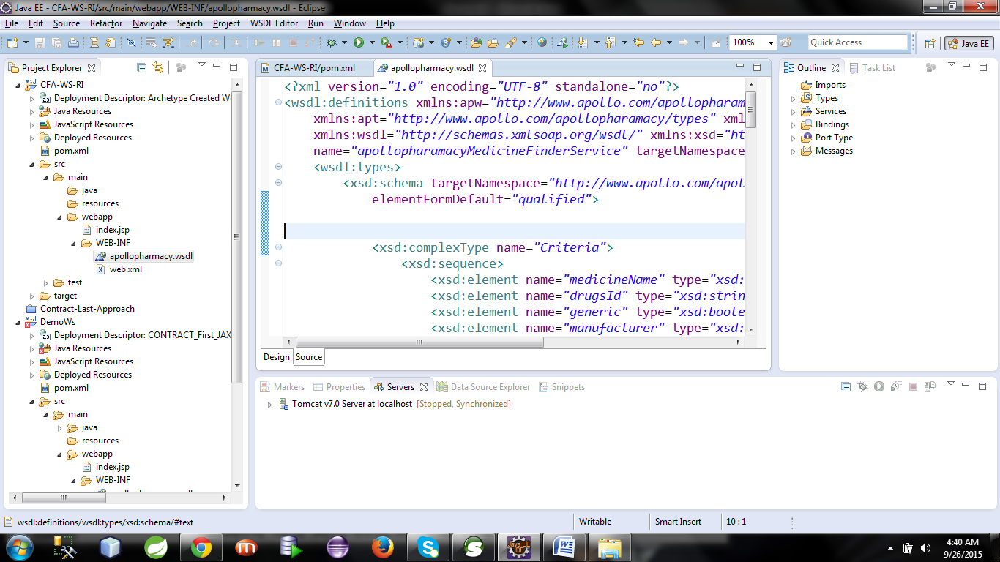 Java EE - CFA-WS-RI/src/main/webapp/WEB-INF/apollopharmacy.wsdl - Eclipse
File Edit Source Refactor Navigate Search Project WSDL Editor Run Window Help
100% Quick Access Java EE
Project Explorer
CFA-WS-RI
Deployment Descriptor: Archetype Created W
Java Resources
JavaScript Resources
Deployed Resources
pom.xml
src
main
java
resources
webapp
index.jsp
WEB-INF
apollopharmacy.wsdl
web.xml
test
target
Contract-Last-Approach
DemoWs
Deployment Descriptor: CONTRACT_First_JAX
Java Resources
JavaScript Resources
Deployed Resources
pom.xml
src
main
java
resources
webapp
index.jsp
WEB-INF
CFA-WS-RI/pom.xml apollopharmacy.wsdl
<?xml version="1.0" encoding="UTF-8" standalone="no"?>
<wsdl:definitions xmlns:apw="http://www.apollo.com/apollopharam
xmlns:apt="http://www.apollo.com/apollopharamacy/types" xml
xmlns:wsdl="http://schemas.xmlsoap.org/wsdl/" xmlns:xsd="ht
name="apollopharamacyMedicineFinderService" targetNamespace
<wsdl:types>
<xsd:schema targetNamespace="http://www.apollo.com/apol
elementFormDefault="qualified">
<xsd:complexType name="Criteria">
<xsd:sequence>
<xsd:element name="medicineName" type="xsd:
<xsd:element name="drugsId" type="xsd:strin
<xsd:element name="generic" type="xsd:boole
<xsd:element name="manufacturer" type="xsd:
Design Source
Outline Task List
Imports
Types
Services
Bindings
Port Type
Messages
Markers Properties Servers Data Source Explorer Snippets
Tomcat v7.0 Server at localhost [Stopped, Synchronized]
wsdl:definitions/wsdl:types/xsd:schema/#text Writable Smart Insert 10 : 1
Java EE
IDE
4:40 AM
9/26/2015